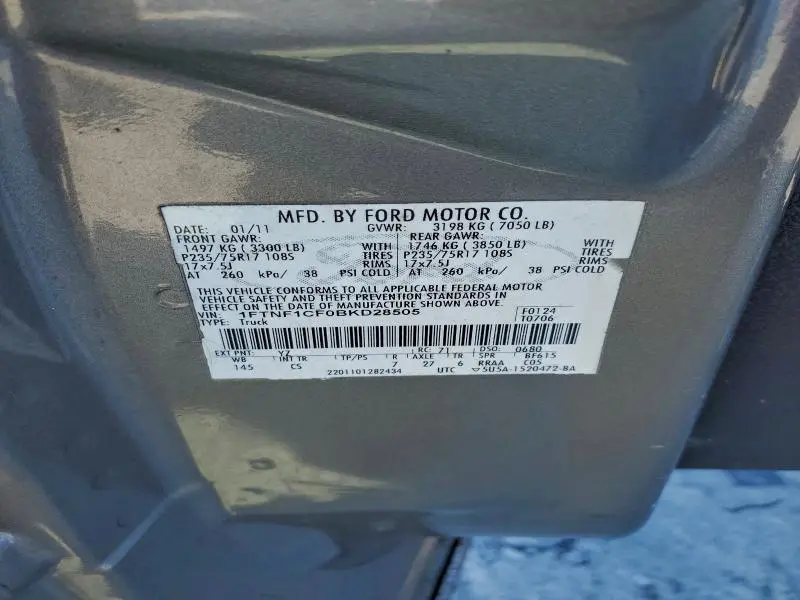 MFD. BY FORD MOTOR CO.
DATE: 01/11 GVWR: 3198 KG ( 7050 LB)
FRONT GAWR: REAR GAWR:
1497 KG ( 3300 LB) WITH 1746 KG ( 3850 LB) WITH
P235/75R17 108S TIRES P235/75R17 108S TIRES
17x7.5J RIMS 17x7.5J RIMS
AT 260 kPa/ 38 PSI COLD AT 260 kPa/ 38 PSI COLD
THIS VEHICLE CONFORMS TO ALL APPLICABLE FEDERAL MOTOR
VEHICLE SAFETY AND THEFT PREVENTION STANDARDS IN
EFFECT ON THE DATE OF MANUFACTURE SHOWN ABOVE.
VIN: 1FTNF1CF0BKD28505 F0124
TYPE: Truck T0706
EXT PNT: YZ RC: 71 DSO: 06B0
WB INT TR TP/PS R AXLE TR SPR BF615
145 CS 7 27 6 RRAA C05
2201101282434 UTC ▽5U5A-1520472-BA